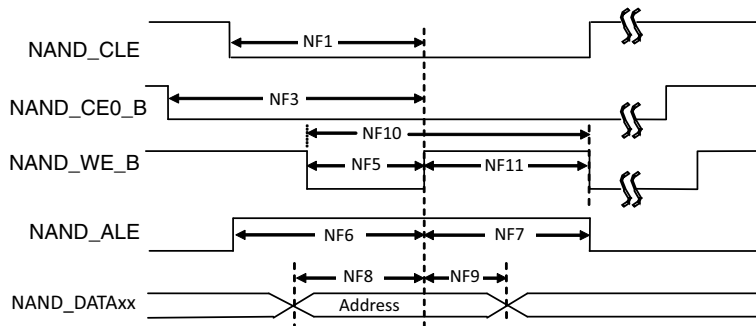 NAND_CLE
NF1
NAND_CE0_B
NF3
NF10
NAND_WE_B
NF5
NF11
NAND_ALE
NF6
NF7
NF8
NF9
NAND_DATAxx
Address